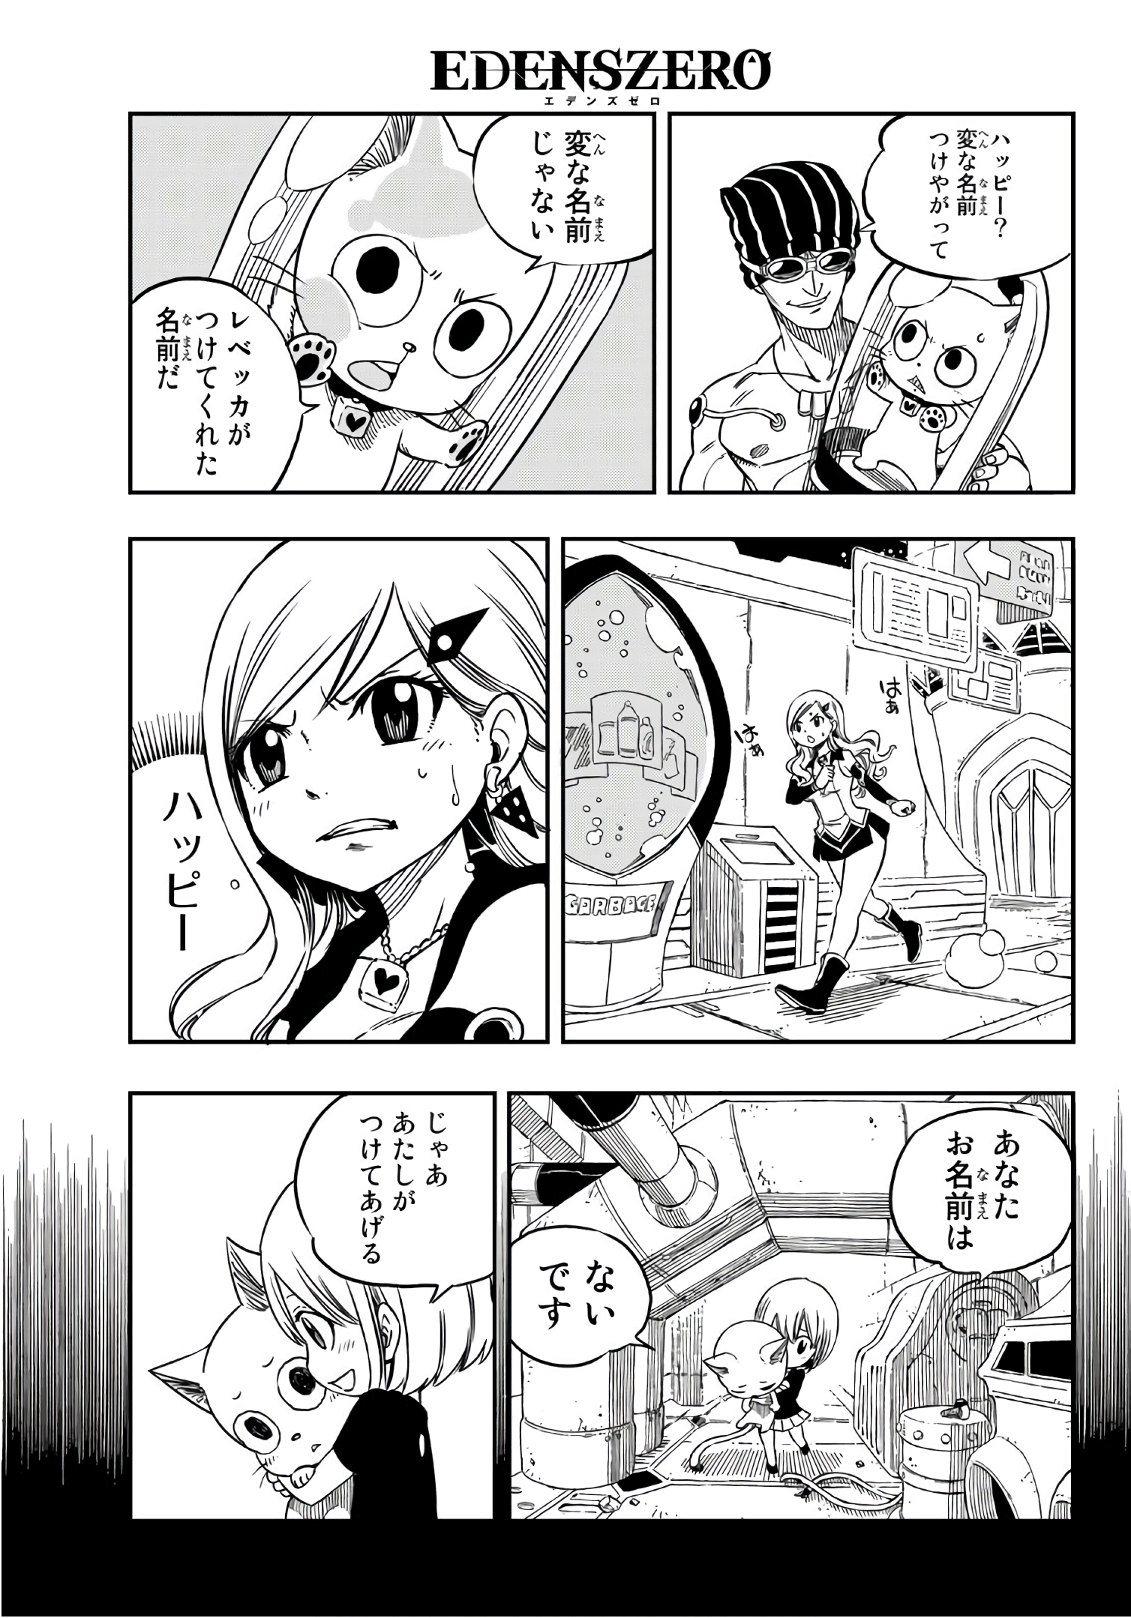 EDENSZERO
エデンズゼロ
ハッピー？
変な名前
つけやがって
変な名前
じゃない
レベッカが
つけてくれた
名前だ
はぁ
はぁ
GARBAGE
ハッピー
あなた
お名前は
ない
です
じゃあ
あたしが
つけてあげる